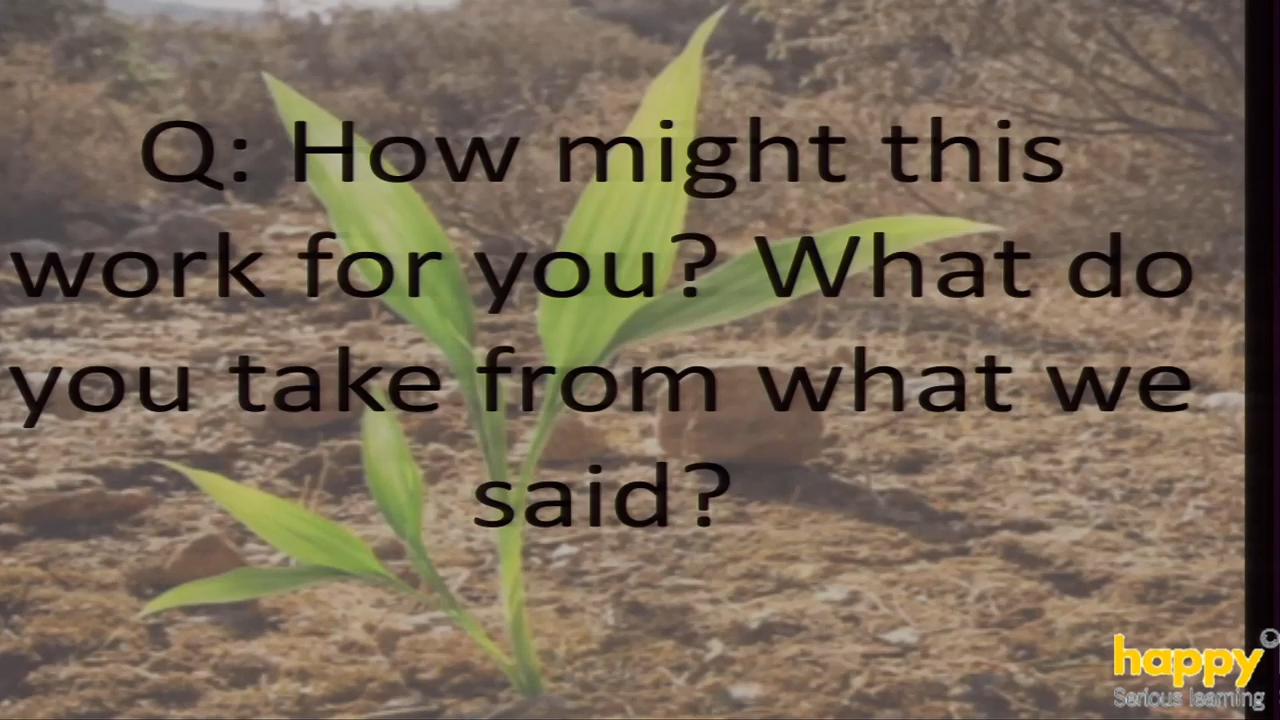 Q: How might this
work for you? What do
you take from what we
said?
happy
Serious learning